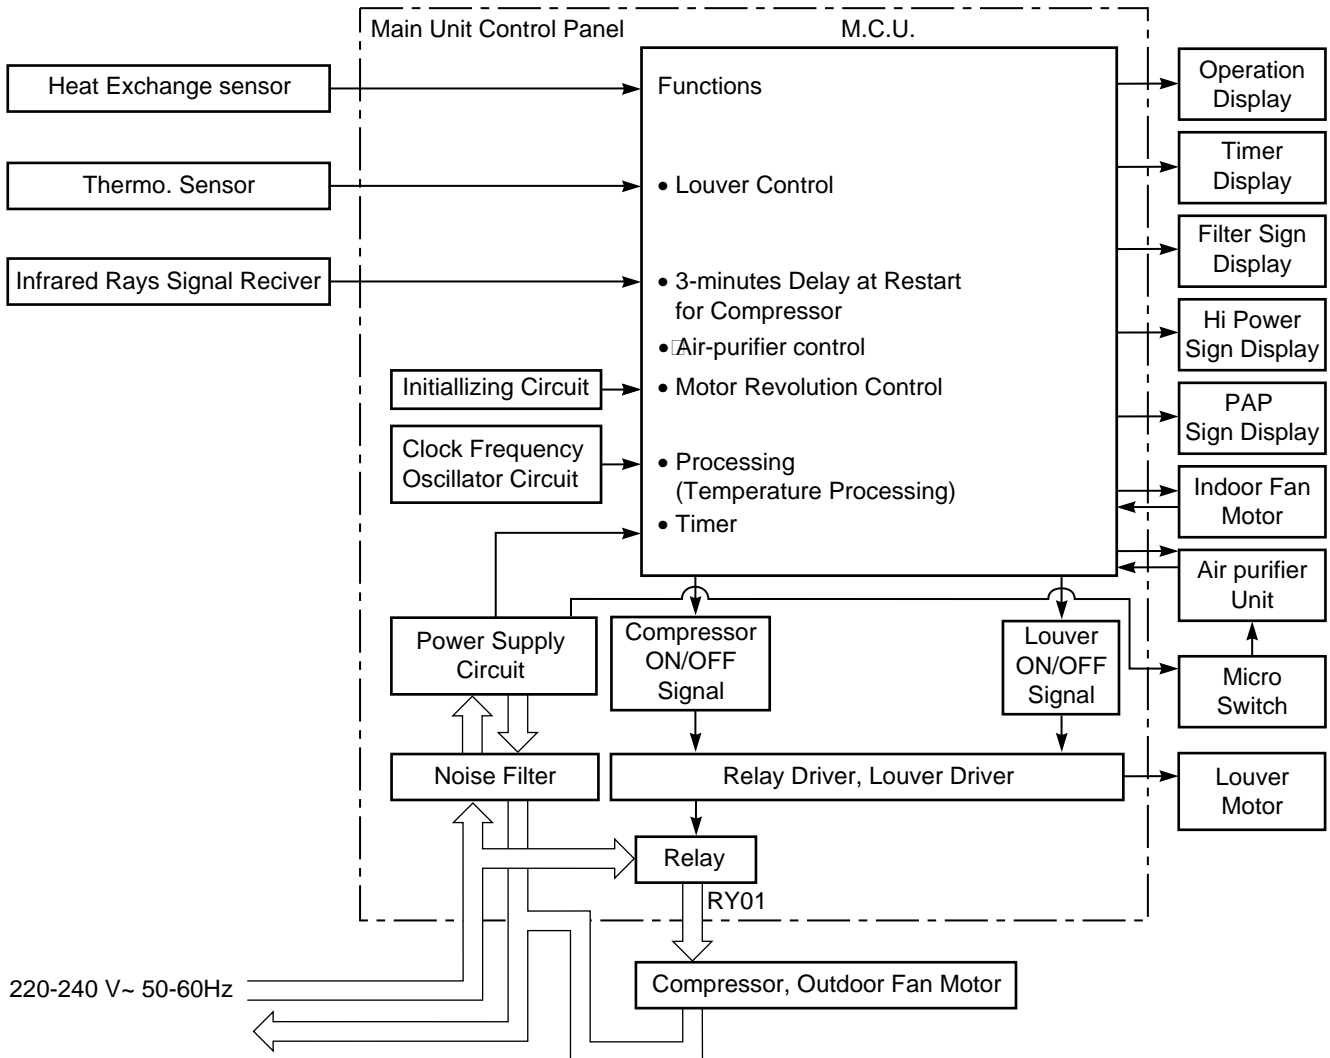 Main Unit Control Panel
M.C.U.
Heat Exchange sensor
Thermo. Sensor
Infrared Rays Signal Reciver
Initiallizing Circuit
Clock Frequency
Oscillator Circuit
Power Supply
Circuit
Noise Filter
Functions
• Louver Control
• 3-minutes Delay at Restart
for Compressor
• Air-purifier control
• Motor Revolution Control
• Processing
(Temperature Processing)
• Timer
Compressor
ON/OFF
Signal
Louver
ON/OFF
Signal
Relay Driver, Louver Driver
Relay
RY01
Compressor, Outdoor Fan Motor
220-240 V~ 50-60Hz
Operation
Display
Timer
Display
Filter Sign
Display
Hi Power
Sign Display
PAP
Sign Display
Indoor Fan
Motor
Air purifier
Unit
Micro
Switch
Louver
Motor